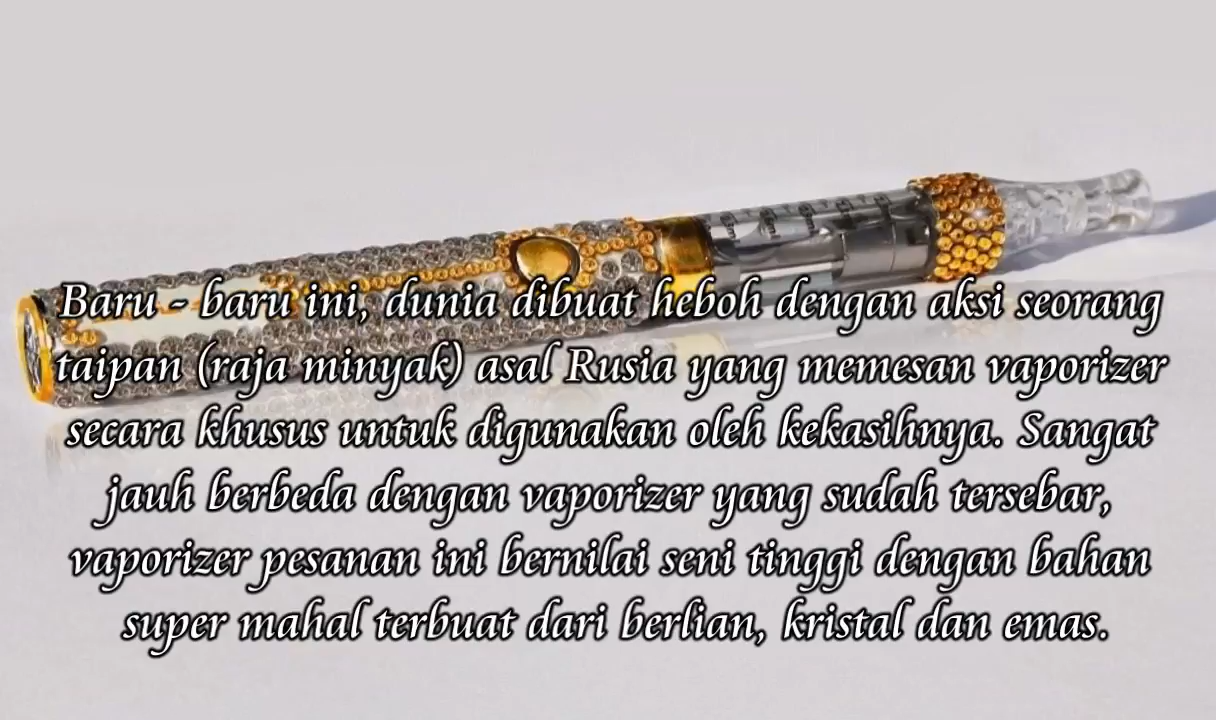 Baru - baru ini, dunia dibuat heboh dengan aksi seorang
taipan (raja minyak) asal Rusia yang memesan vaporizer
secara khusus untuk digunakan oleh kekasihnya. Sangat
jauh berbeda dengan vaporizer yang sudah tersebar,
vaporizer pesanan ini bernilai seni tinggi dengan bahan
super mahal terbuat dari berlian, kristal dan emas.